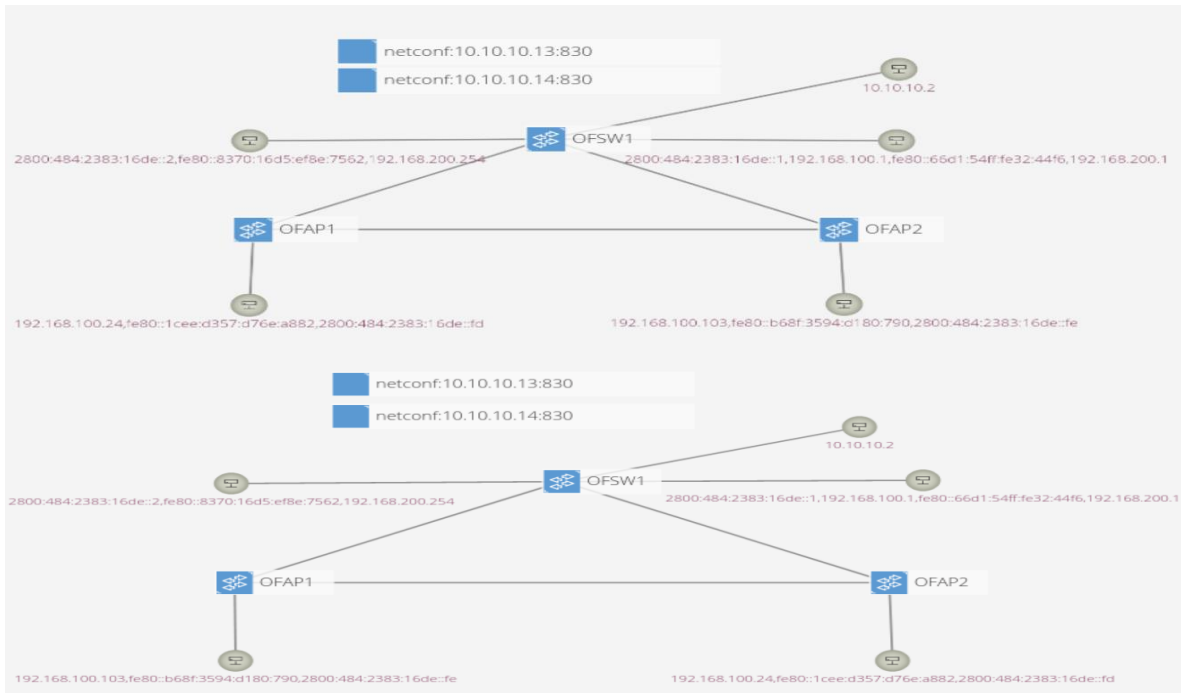 netconf:10.10.10.13:830
netconf:10.10.10.14:830
10.10.10.2
OFSW1
2800:484:2383:16de::2,fe80::8370:16d5:ef8e:7562,192.168.200.254
2800:484:2383:16de::1,192.168.100.1,fe80::66d1:54ff:fe32:44f6,192.168.200.1
OFAP1
OFAP2
192.168.100.24,fe80::1cee:d357:d76e:a882,2800:484:2383:16de::fd
192.168.100.103,fe80::b68f:3594:d180:790,2800:484:2383:16de::fe
netconf:10.10.10.13:830
netconf:10.10.10.14:830
10.10.10.2
OFSW1
2800:484:2383:16de::2,fe80::8370:16d5:ef8e:7562,192.168.200.254
2800:484:2383:16de::1,192.168.100.1,fe80::66d1:54ff:fe32:44f6,192.168.200.1
OFAP1
OFAP2
192.168.100.103,fe80::b68f:3594:d180:790,2800:484:2383:16de::fe
192.168.100.24,fe80::1cee:d357:d76e:a882,2800:484:2383:16de::fd